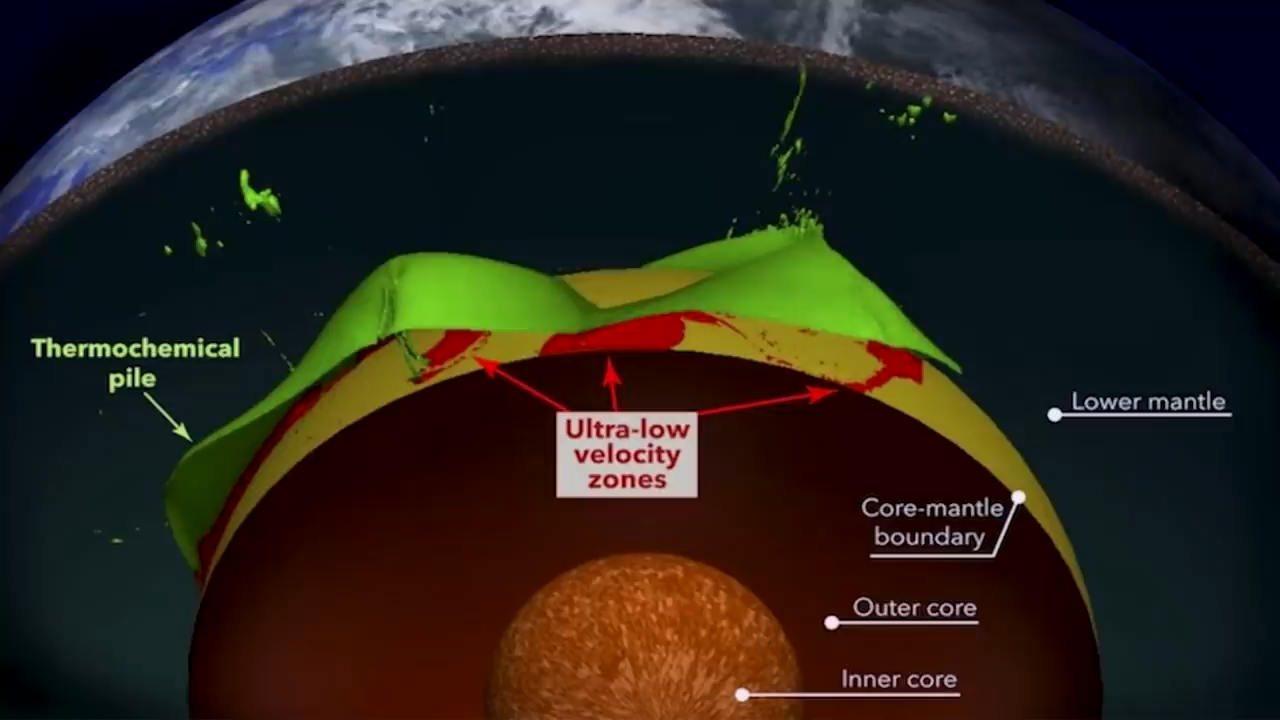 Thermochemical
pile
Ultra-low
velocity
zones
Lower mantle
Core-mantle
boundary
Outer core
Inner core